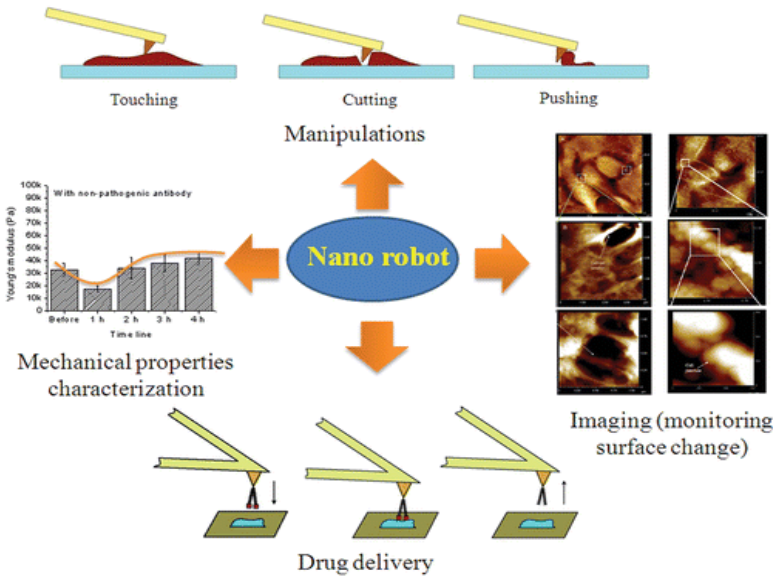 Touching
Cutting
Pushing
Manipulations
With non-pathogenic antibody
100k
90k
80k
70k
60k
50k
40k
30k
20k
10k
0
Young's modulus (Pa)
Before
1 h
2 h
3 h
4 h
Time line
Mechanical properties
characterization
Nano robot
Imaging (monitoring
surface change)
Drug delivery